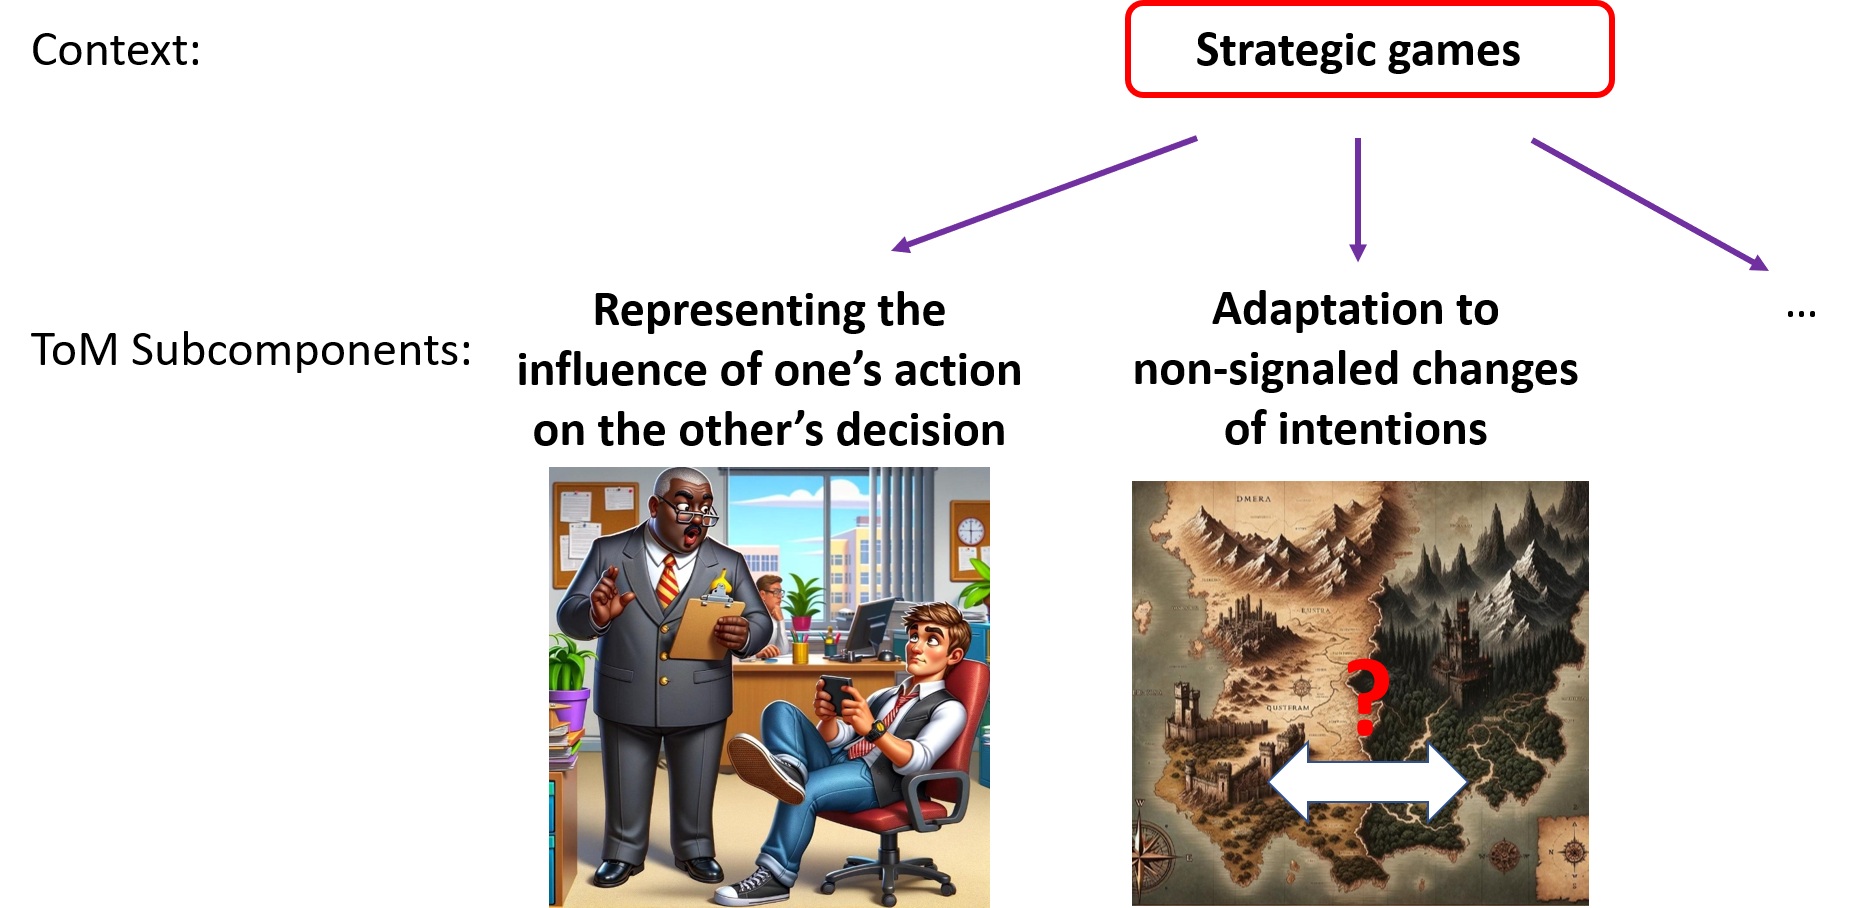 Context:
Strategic games
ToM Subcomponents:
Representing the
influence of one’s action
on the other’s decision
Adaptation to
non-signaled changes
of intentions
...
DMERA
QUSTERAM
?